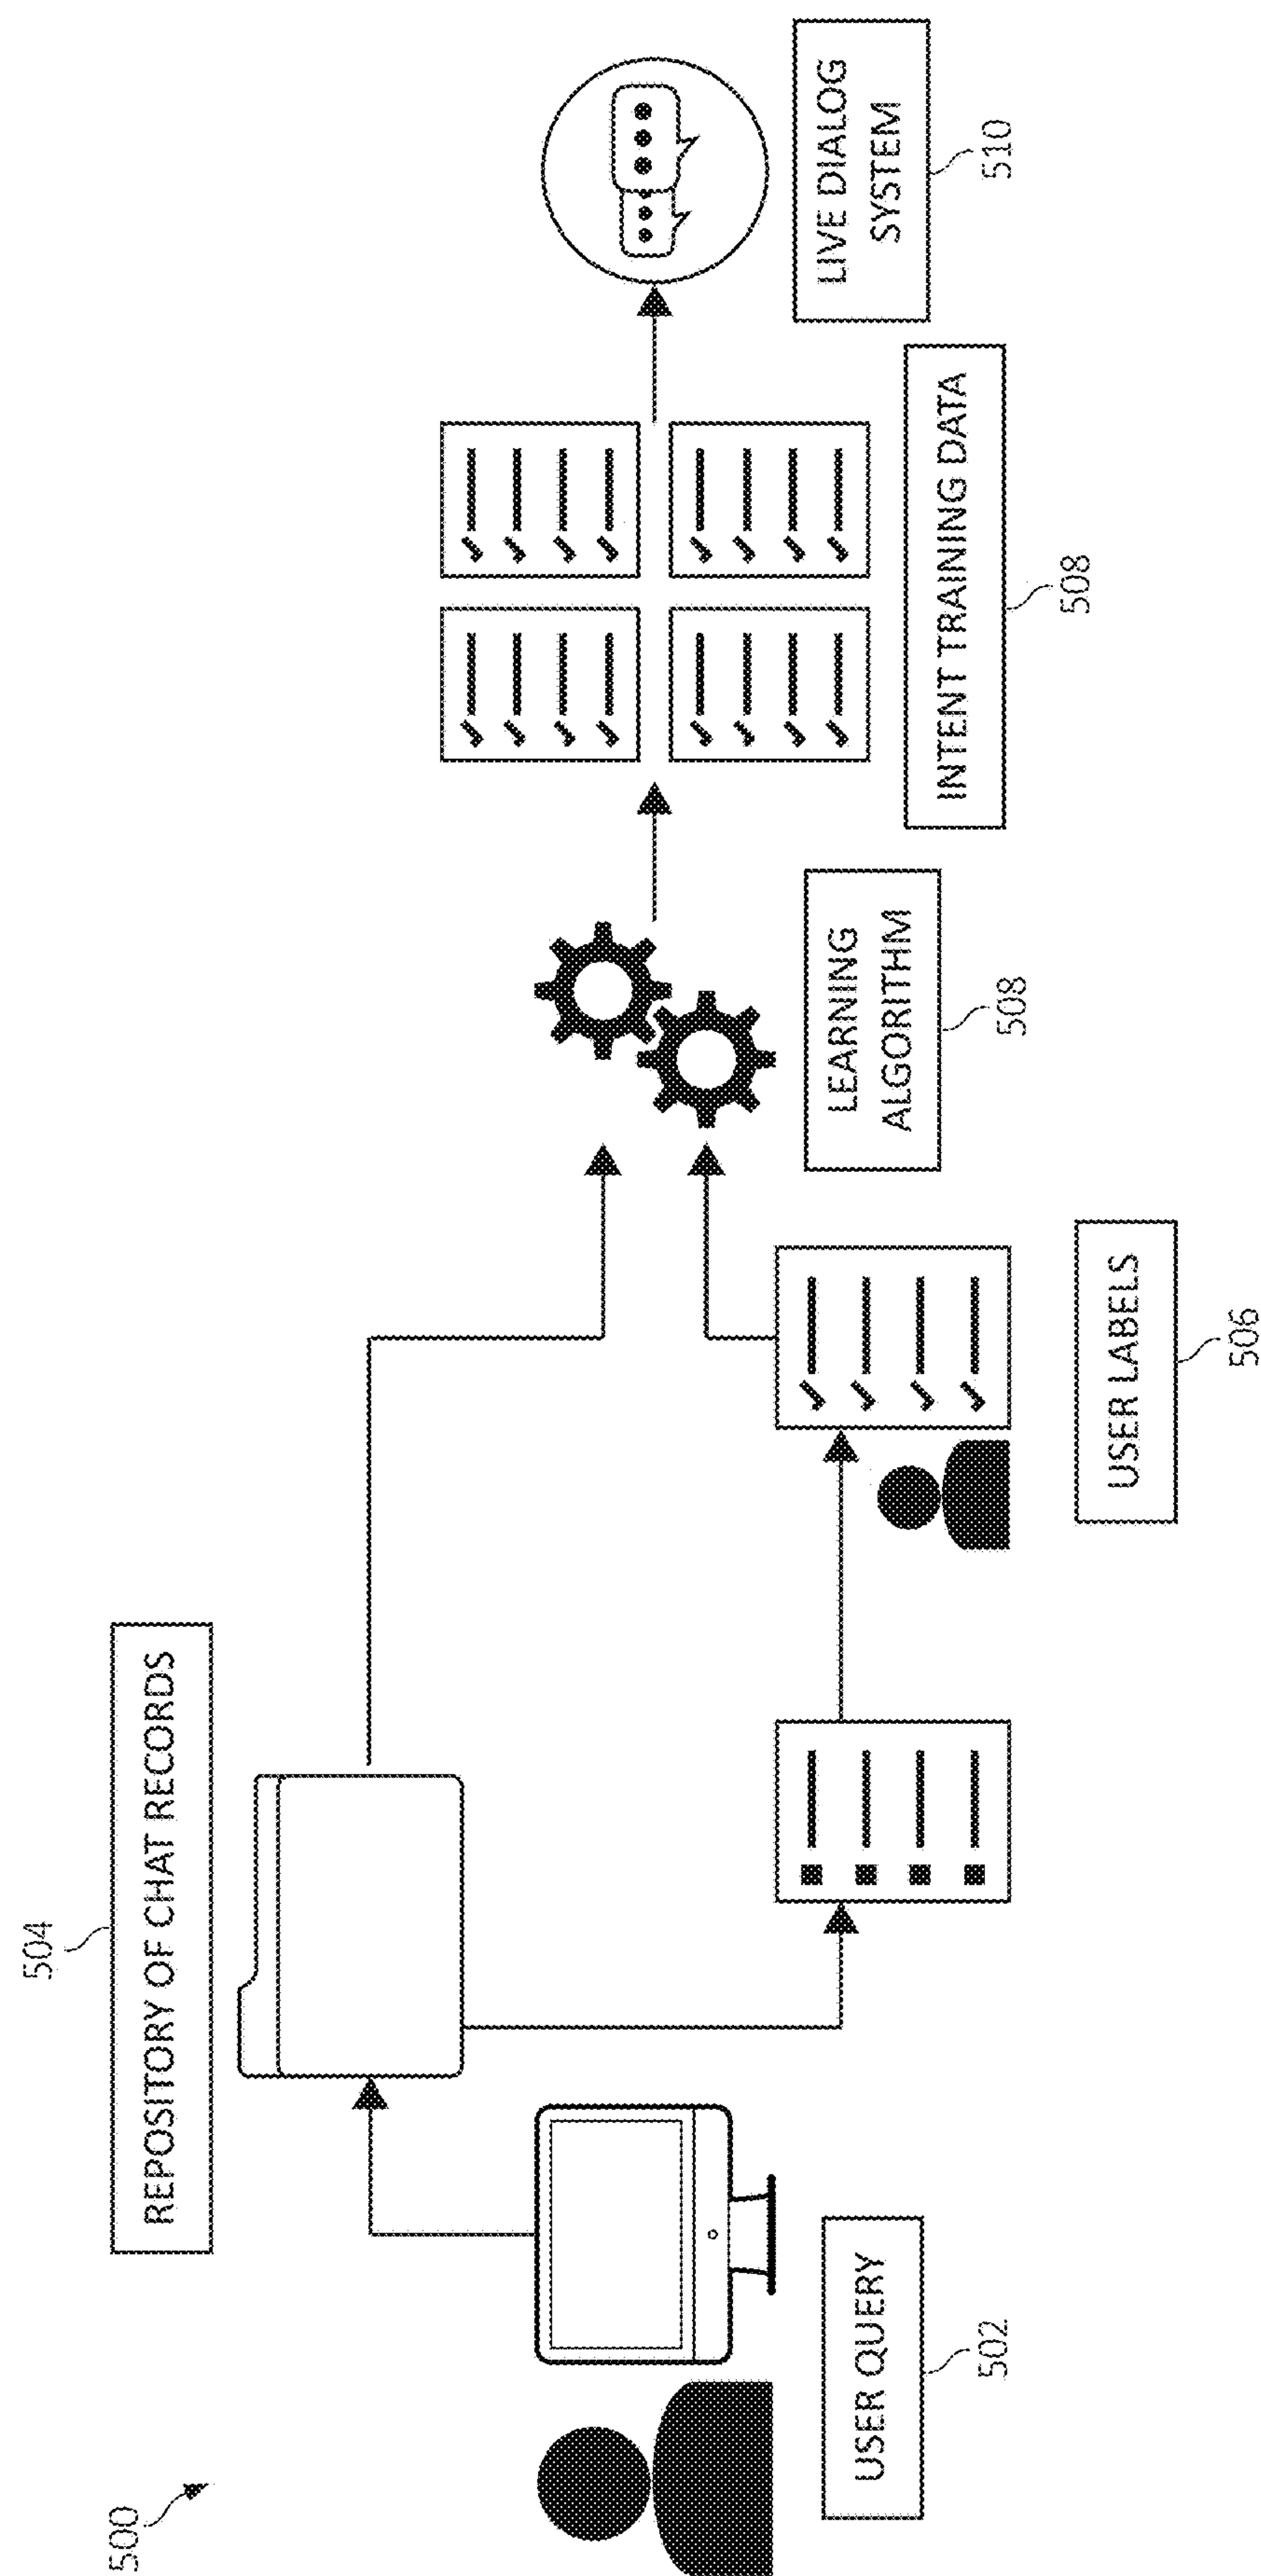 500
504
REPOSITORY OF CHAT RECORDS
USER QUERY
502
USER LABELS
506
LEARNING
ALGORITHM
508
INTENT TRAINING DATA
508
LIVE DIALOG
SYSTEM
510